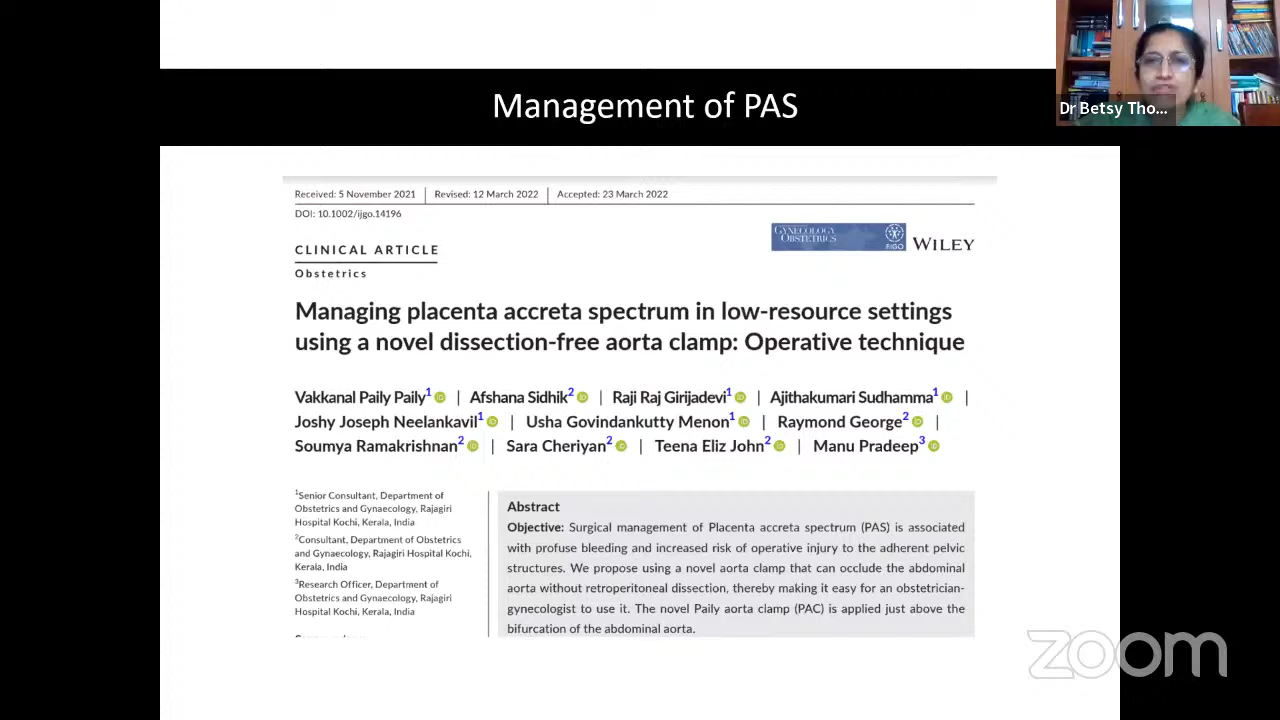 Management of PAS
Dr Betsy Tho...
Received: 5 November 2021 | Revised: 12 March 2022 | Accepted: 23 March 2022
DOI: 10.1002/ijgo.14196
CLINICAL ARTICLE
Obstetrics
GYNECOLOGY
OBSTETRICS
FIGO
WILEY
Managing placenta accreta spectrum in low-resource settings
using a novel dissection-free aorta clamp: Operative technique
Vakkanal Paily Paily1 | Afshana Sidhik2 | Raji Raj Girijadevi1 | Ajithakumari Sudhamma1 |
Joshy Joseph Neelankavil1 | Usha Govindankutty Menon1 | Raymond George2 |
Soumya Ramakrishnan2 | Sara Cheriyan2 | Teena Eliz John2 | Manu Pradeep3
1Senior Consultant, Department of
Obstetrics and Gynaecology, Rajagiri
Hospital Kochi, Kerala, India
2Consultant, Department of Obstetrics
and Gynaecology, Rajagiri Hospital Kochi,
Kerala, India
3Research Officer, Department of
Obstetrics and Gynaecology, Rajagiri
Hospital Kochi, Kerala, India
Abstract
Objective: Surgical management of Placenta accreta spectrum (PAS) is associated
with profuse bleeding and increased risk of operative injury to the adherent pelvic
structures. We propose using a novel aorta clamp that can occlude the abdominal
aorta without retroperitoneal dissection, thereby making it easy for an obstetrician-
gynecologist to use it. The novel Paily aorta clamp (PAC) is applied just above the
bifurcation of the abdominal aorta.
zoom